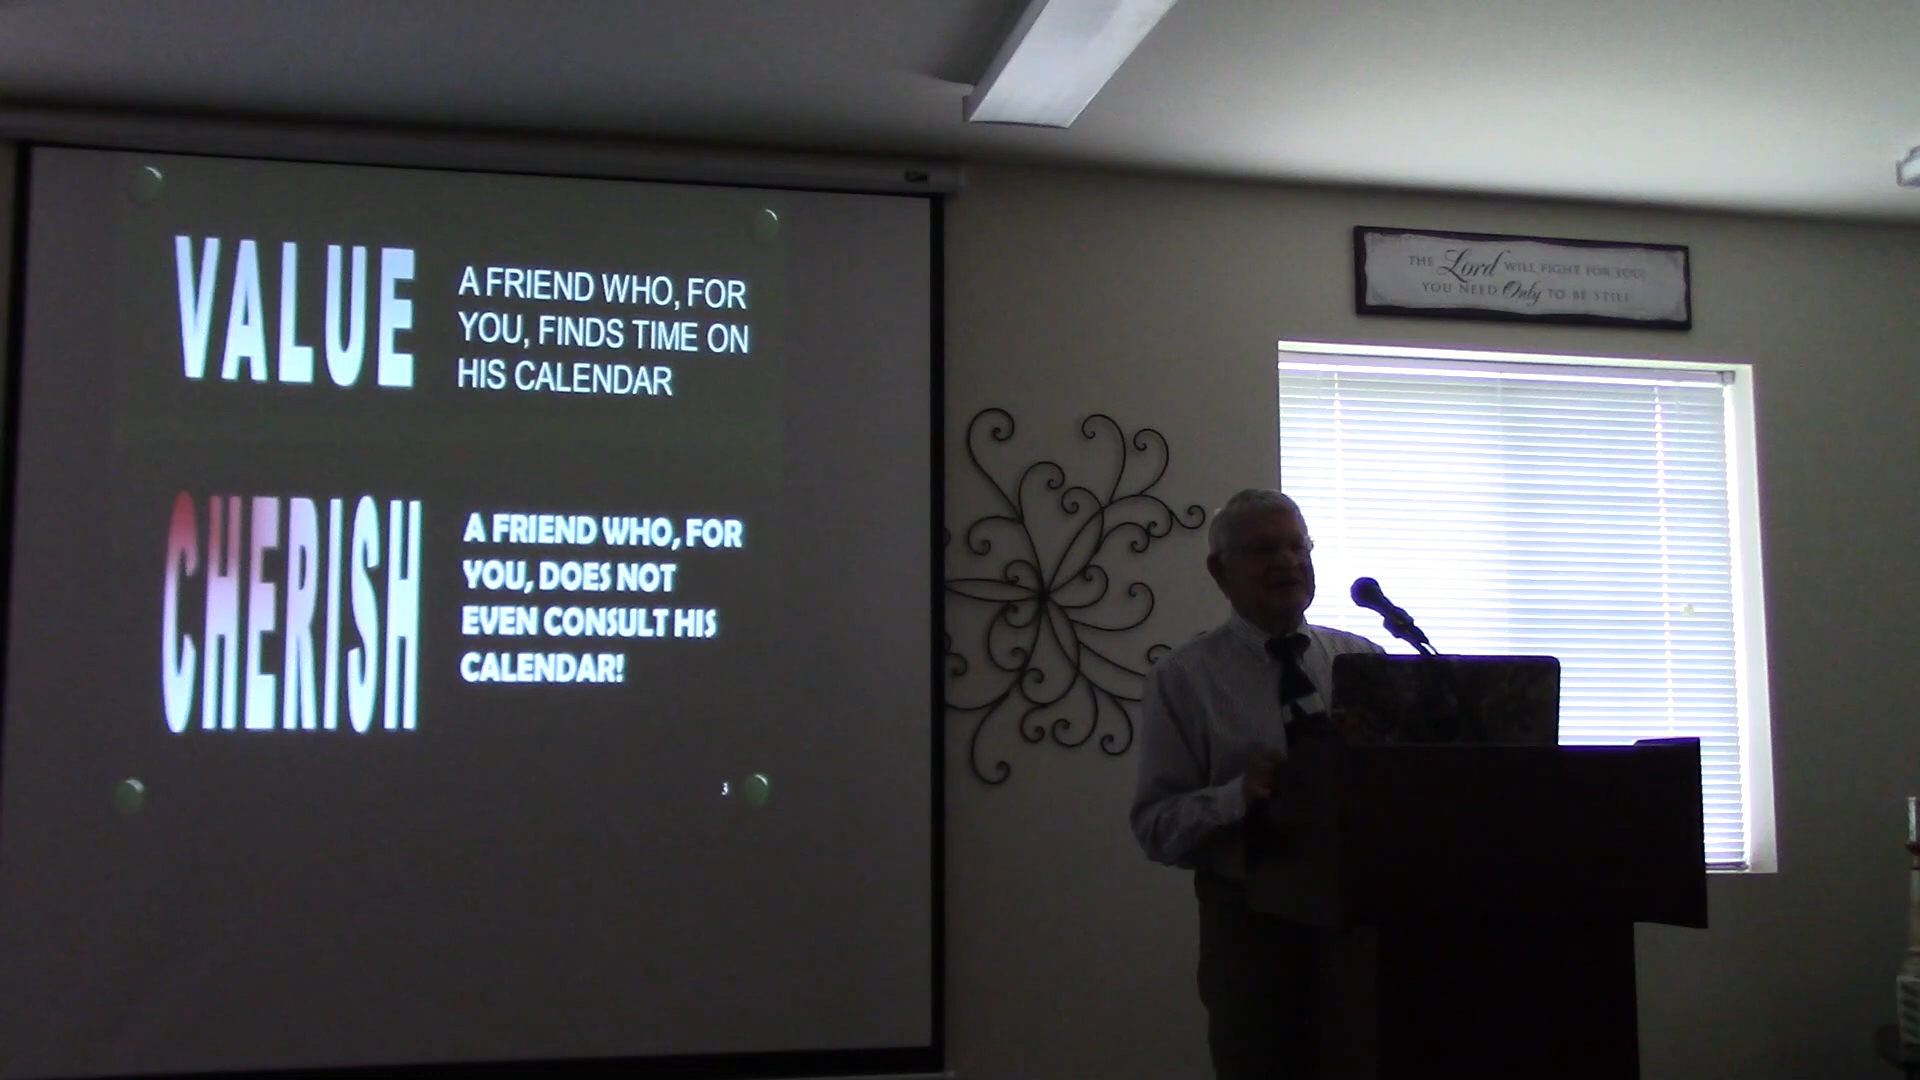 VALUE
A FRIEND WHO, FOR
YOU, FINDS TIME ON
HIS CALENDAR
CHERISH
A FRIEND WHO, FOR
YOU, DOES NOT
EVEN CONSULT HIS
CALENDAR!
3
THE Lord WILL FIGHT FOR YOU;
YOU NEED Only TO BE STILL